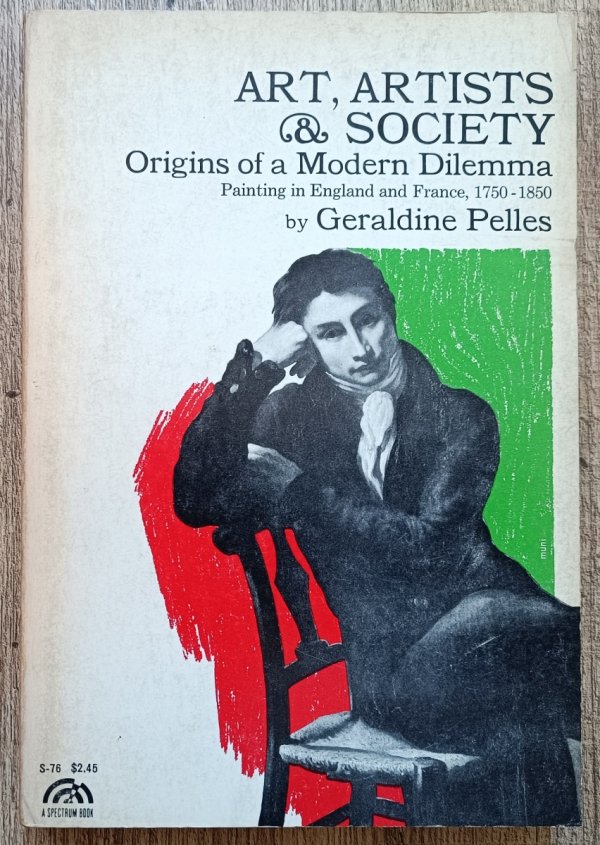 ART, ARTISTS
& SOCIETY
Origins of a Modern Dilemma
Painting in England and France, 1750-1850
by Geraldine Pelles
muni
S-76 $2.45
A SPECTRUM BOOK